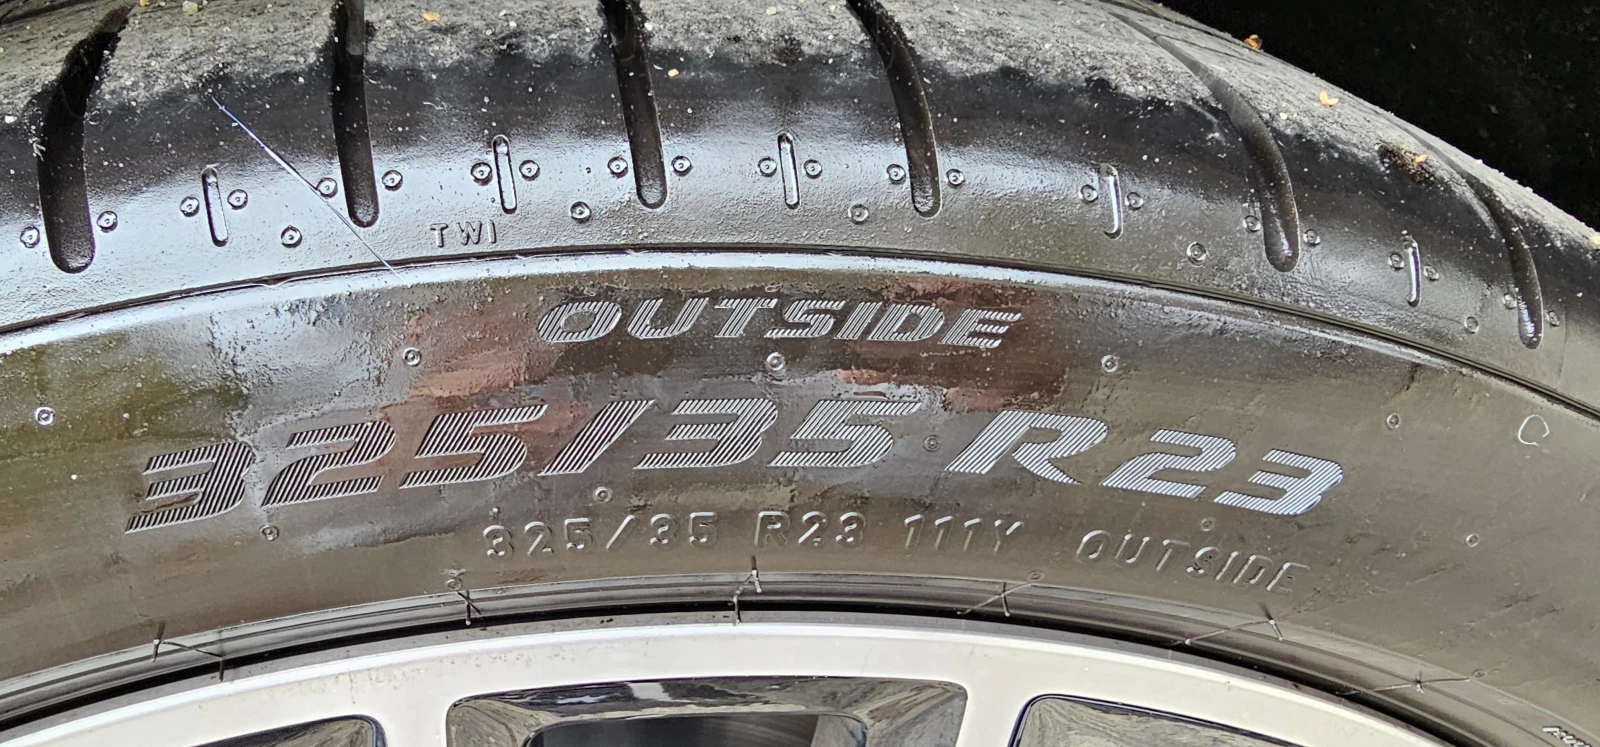 TWI
OUTSIDE
325/35 R23
325/35 R23 111Y OUTSIDE